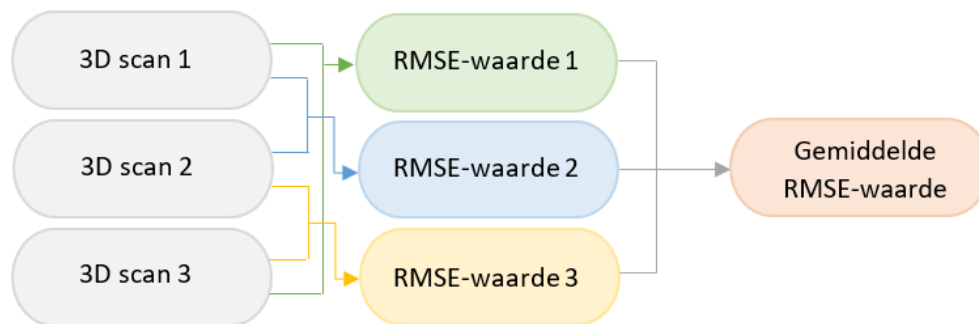 3D scan 1
3D scan 2
3D scan 3
RMSE-waarde 1
RMSE-waarde 2
RMSE-waarde 3
Gemiddelde
RMSE-waarde